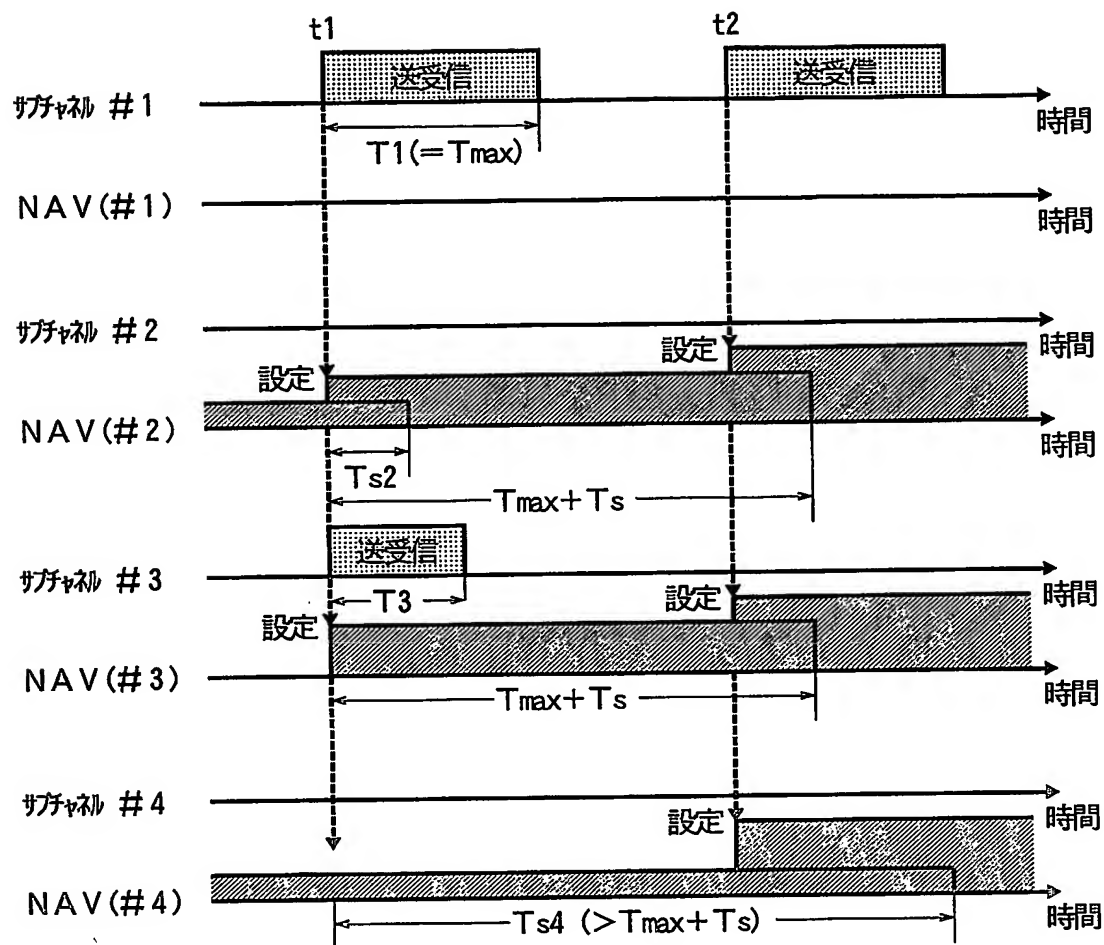 t1
t2
送受信
送受信
サブチャネル #1
時間
T1(=Tmax)
NAV(#1)
時間
サブチャネル #2
時間
設定
設定
NAV(#2)
時間
Ts2
Tmax+Ts
送受信
サブチャネル #3
時間
T3
設定
設定
NAV(#3)
時間
Tmax+Ts
サブチャネル #4
時間
設定
NAV(#4)
時間
Ts4 (>Tmax+Ts)